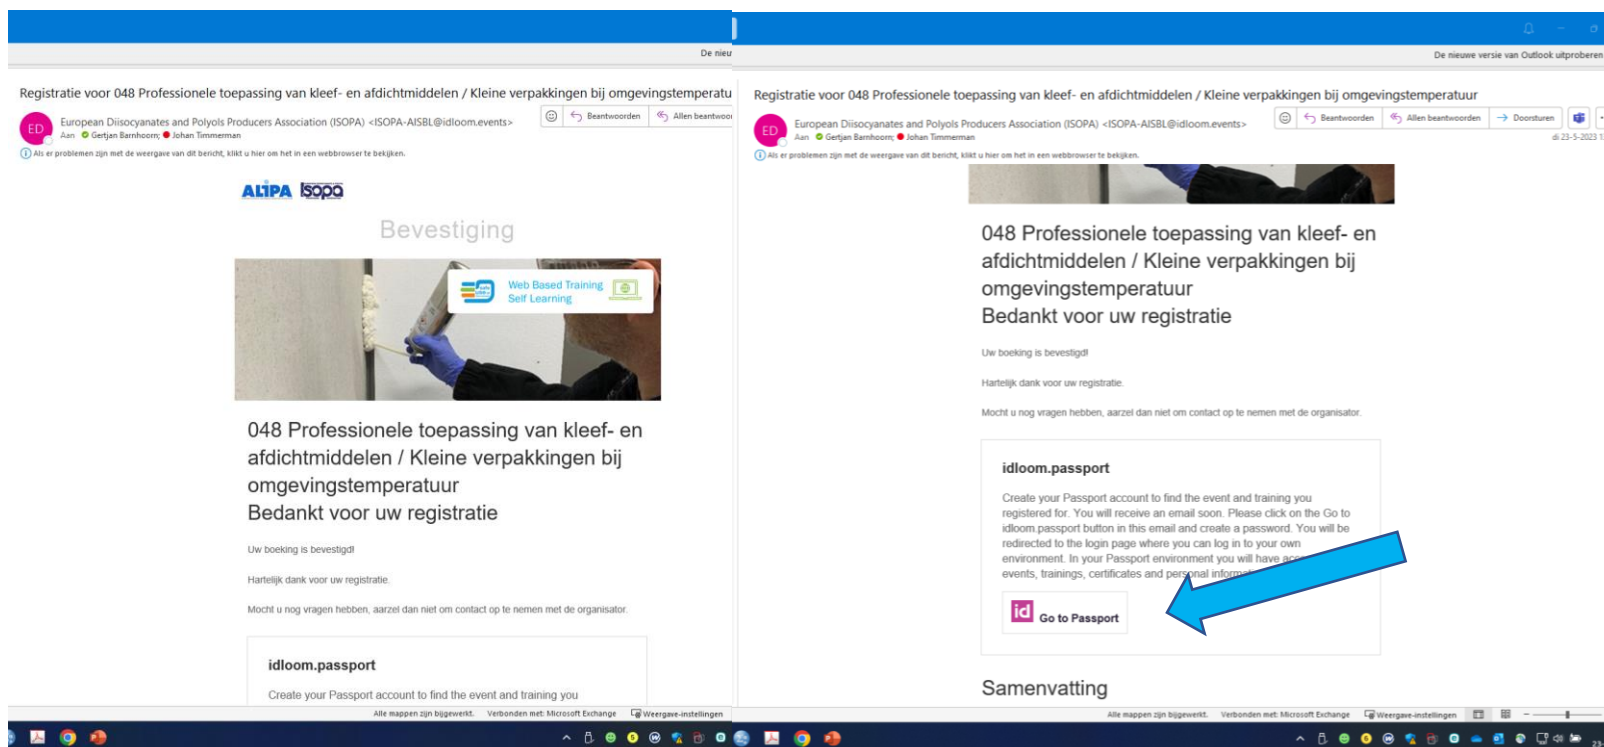 De nieu
Registratie voor 048 Professionele toepassing van kleef- en afdichtmiddelen / Kleine verpakkingen bij omgevingstemperatu
ED
European Diisocyanates and Polyols Producers Association (ISOPA) <ISOPA-AISBL@idloom.events>
Aan Gertjan Barnhoorn; Johan Timmerman
Beantwoorden
Allen beantwoor
Als er problemen zijn met de weergave van dit bericht, klikt u hier om het in een webbrowser te bekijken.
ALIPA isopa
Bevestiging
Web Based Training
Self Learning
048 Professionele toepassing van kleef- en
afdichtmiddelen / Kleine verpakkingen bij
omgevingstemperatuur
Bedankt voor uw registratie
Uw boeking is bevestigd!
Hartelijk dank voor uw registratie.
Mocht u nog vragen hebben, aarzel dan niet om contact op te nemen met de organisator.
idloom.passport
Create your Passport account to find the event and training you
Alle mappen zijn bijgewerkt. Verbonden met: Microsoft Exchange Weergave-instellingen
De nieuwe versie van Outlook uitproberen
Registratie voor 048 Professionele toepassing van kleef- en afdichtmiddelen / Kleine verpakkingen bij omgevingstemperatuur
ED
European Diisocyanates and Polyols Producers Association (ISOPA) <ISOPA-AISBL@idloom.events>
Aan Gertjan Barnhoorn; Johan Timmerman
Beantwoorden
Allen beantwoorden
Doorsturen
di 23-5-2023 1
Als er problemen zijn met de weergave van dit bericht, klikt u hier om het in een webbrowser te bekijken.
048 Professionele toepassing van kleef- en
afdichtmiddelen / Kleine verpakkingen bij
omgevingstemperatuur
Bedankt voor uw registratie
Uw boeking is bevestigd!
Hartelijk dank voor uw registratie.
Mocht u nog vragen hebben, aarzel dan niet om contact op te nemen met de organisator.
idloom.passport
Create your Passport account to find the event and training you
registered for. You will receive an email soon. Please click on the Go to
idloom.passport button in this email and create a password. You will be
redirected to the login page where you can log in to your own
environment. In your Passport environment you will have acc
events, trainings, certificates and personal informa
id Go to Passport
Samenvatting
Alle mappen zijn bijgewerkt. Verbonden met: Microsoft Exchange Weergave-instellingen
23-